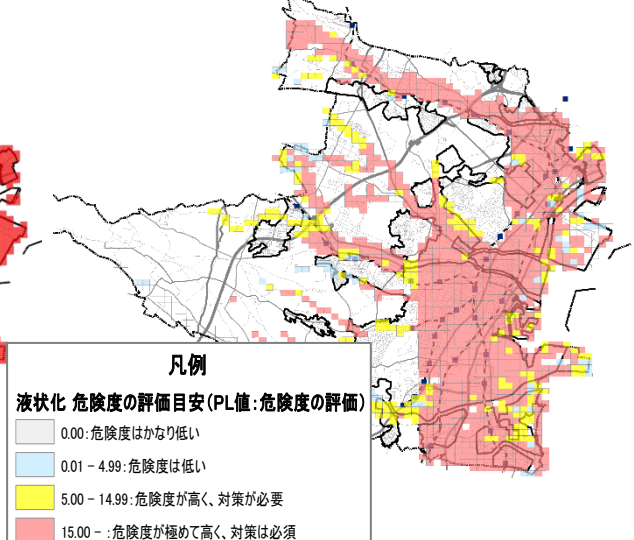 凡例
液状化 危険度の評価目安(PL値:危険度の評価)
0.00:危険度はかなり低い
0.01 - 4.99:危険度は低い
5.00 - 14.99:危険度が高く、対策が必要
15.00 - :危険度が極めて高く、対策は必須